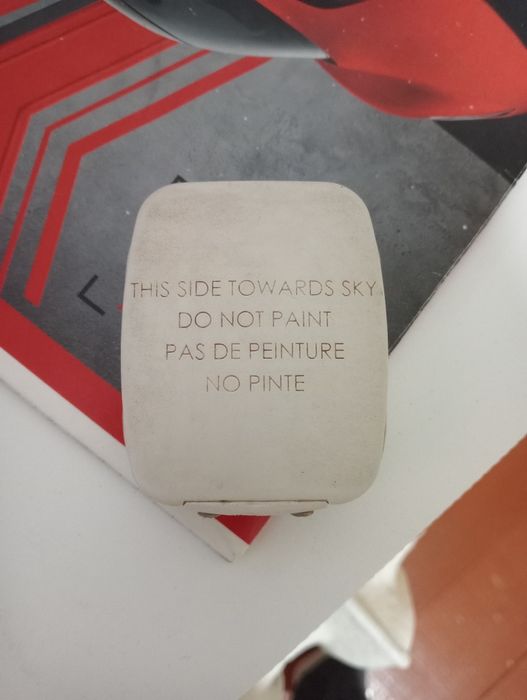 THIS SIDE TOWARDS SKY
DO NOT PAINT
PAS DE PEINTURE
NO PINTE